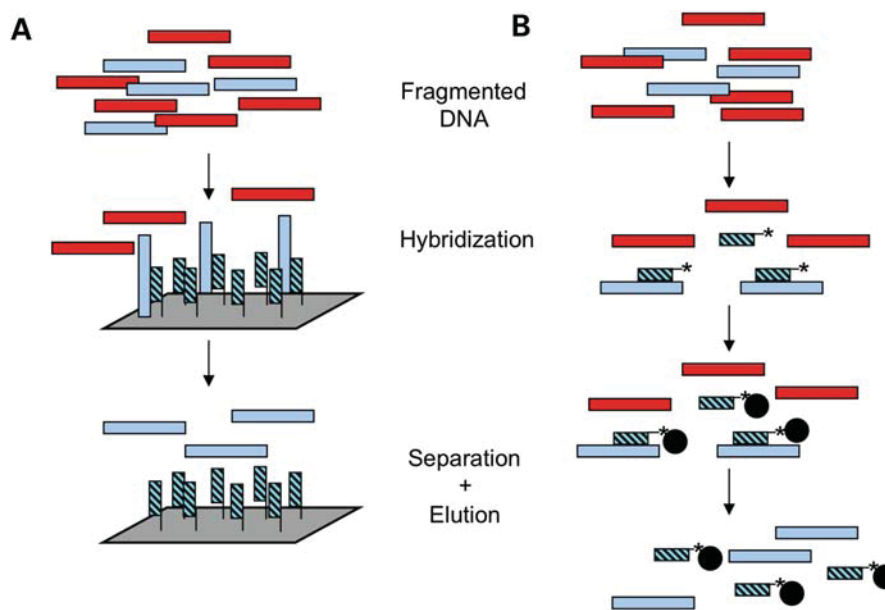 A
B
Fragmented
DNA
Hybridization
*
*
*
*
*
*
Separation
+
Elution
*
*
*